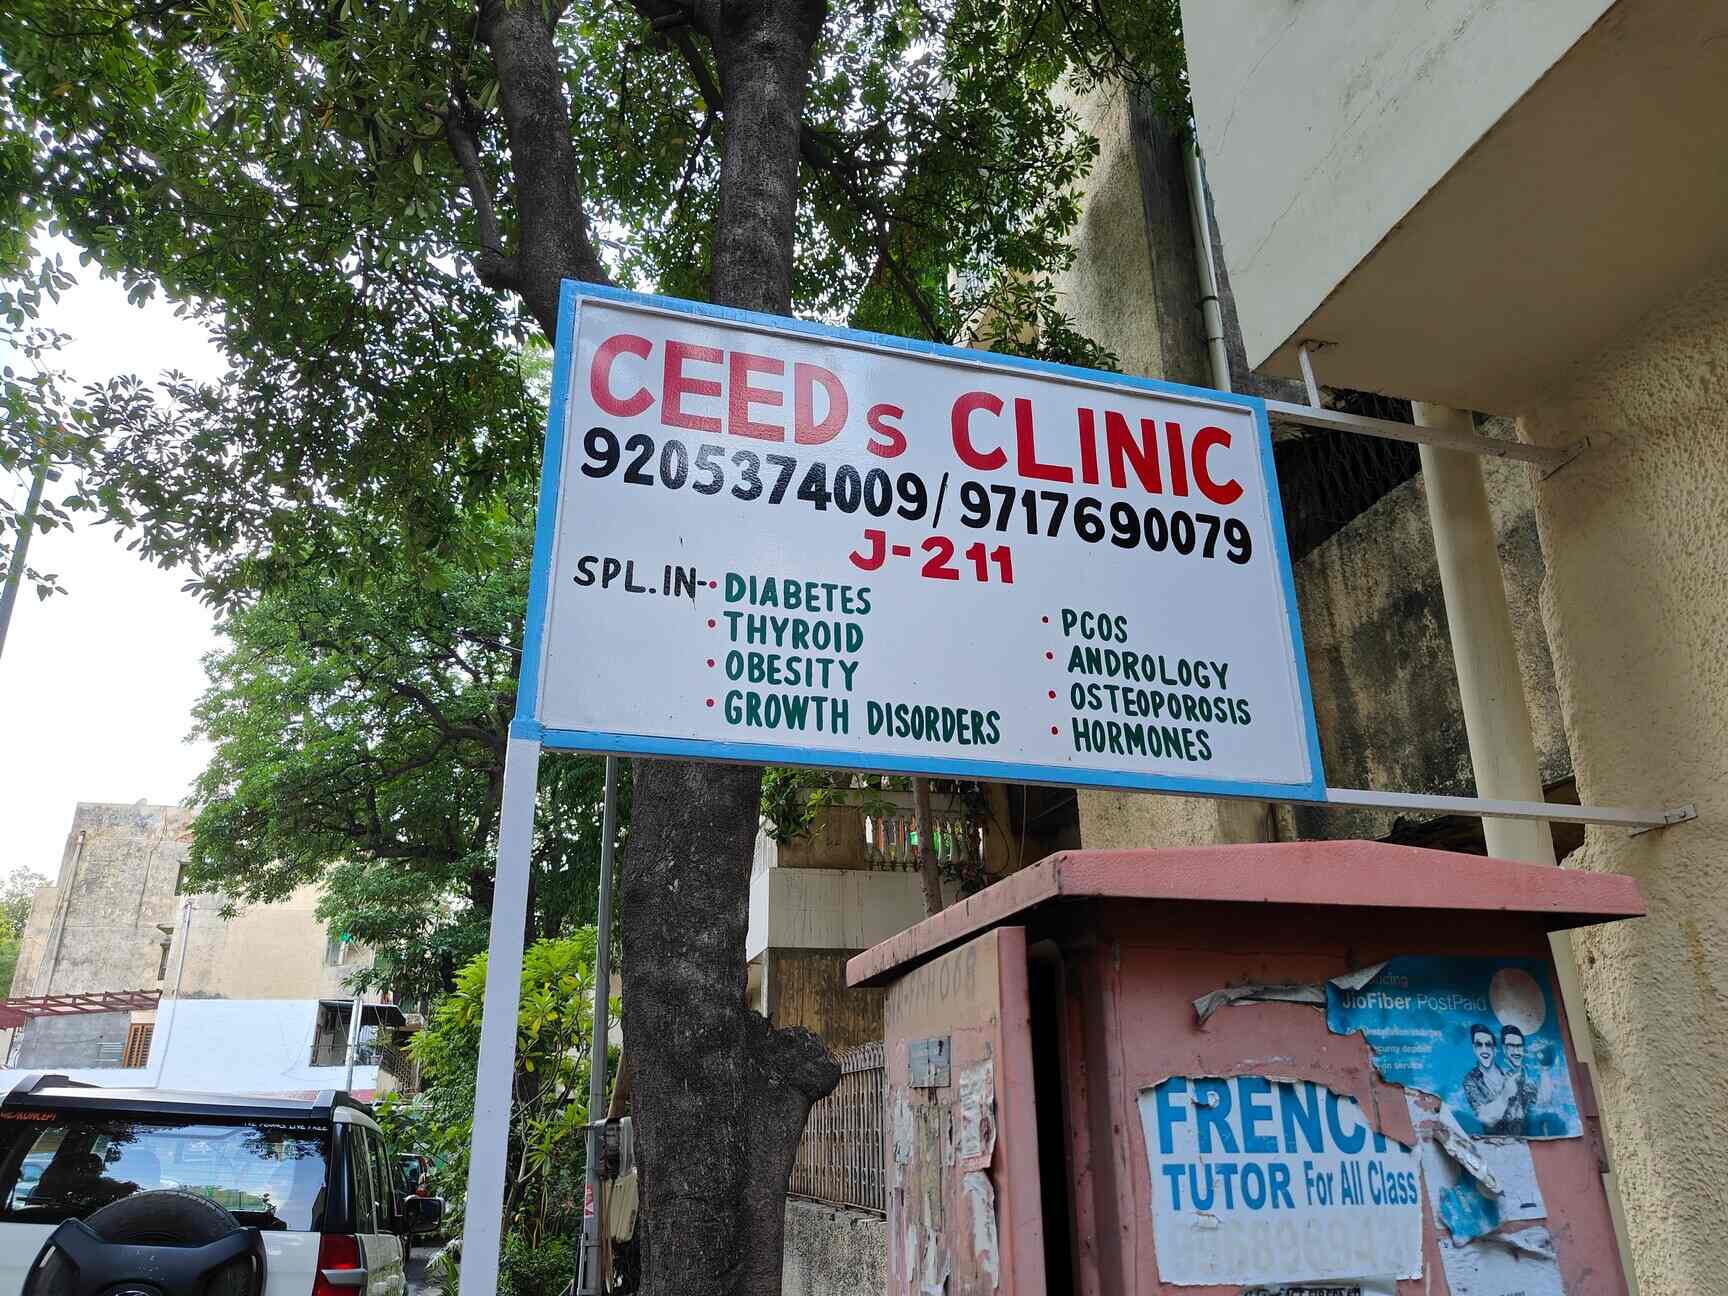 CEEDs CLINIC
9205374009/9717690079
J-211
SPL.IN-• DIABETES
• THYROID
• OBESITY
• GROWTH DISORDERS
• PCOS
• ANDROLOGY
• OSTEOPOROSIS
• HORMONES
JioFiber PostPaid
FRENC
TUTOR For All Class